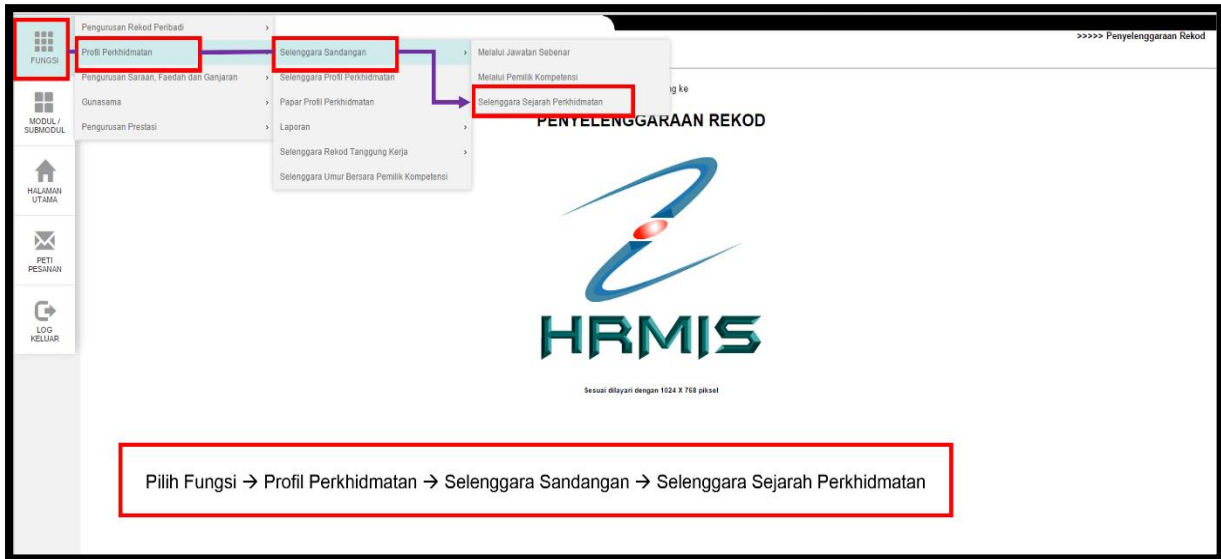 FUNGSI
MODUL /
SUBMODUL
HALAMAN
UTAMA
PETI
PESANAN
LOG
KELUAR
Pengurusan Rekod Peribadi
Profil Perkhidmatan
Pengurusan Saraan, Faedah dan Ganjaran
Gunasama
Pengurusan Prestasi
Selenggara Sandangan
Selenggara Profil Perkhidmatan
Papar Profil Perkhidmatan
Laporan
Selenggara Rekod Tanggung Kerja
Selenggara Umur Bersara Pemilik Kompetensi
Melalui Jawatan Sebenar
Melalui Pemilik Kompetensi
Selenggara Sejarah Perkhidmatan
>>>>> Penyelenggaraan Rekod
ke
PENYELENGGARAAN REKOD
HRMIS
Sesuai dilayari dengan 1024 X 768 piksel
Pilih Fungsi → Profil Perkhidmatan → Selenggara Sandangan → Selenggara Sejarah Perkhidmatan